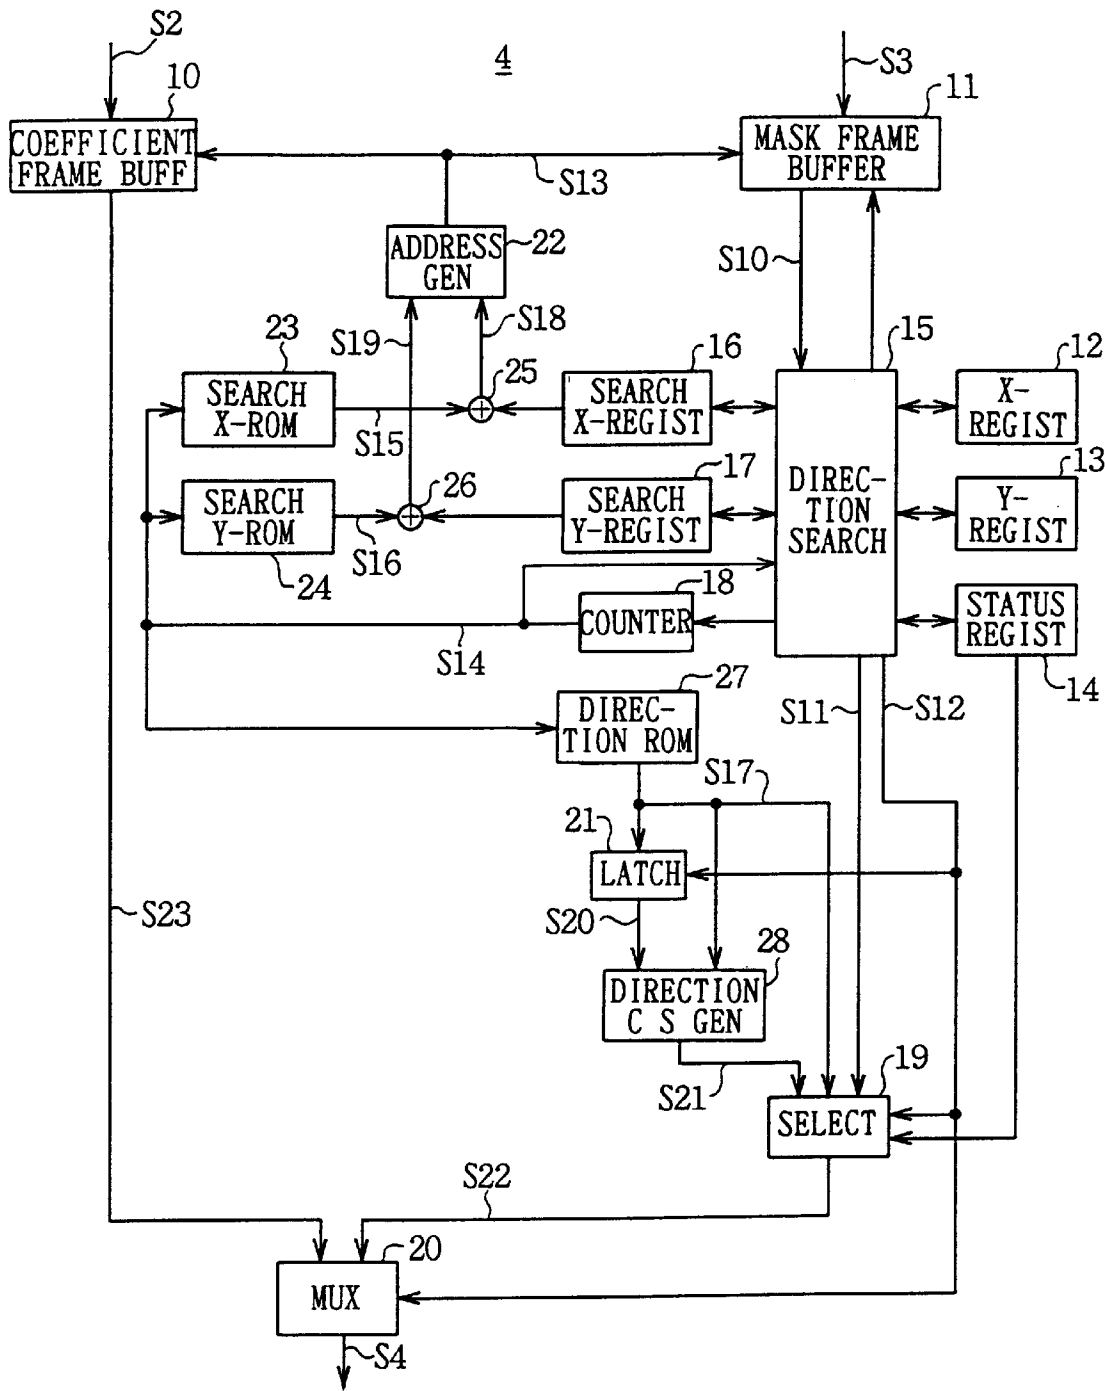 S2
4
S3
10
11
COEFFICIENT
FRAME BUFF
MASK FRAME
BUFFER
S13
ADDRESS
GEN
22
S10
S19
S18
23
25
16
15
12
SEARCH
X-ROM
S15
SEARCH
X-REGIST
X-
REGIST
DIREC-
TION
SEARCH
17
13
SEARCH
Y-ROM
26
SEARCH
Y-REGIST
Y-
REGIST
S16
24
18
COUNTER
STATUS
REGIST
S14
14
27
DIREC-
TION ROM
S11
S12
S17
21
LATCH
S20
S23
28
DIRECTION
C S GEN
S21
19
SELECT
S22
20
MUX
S4